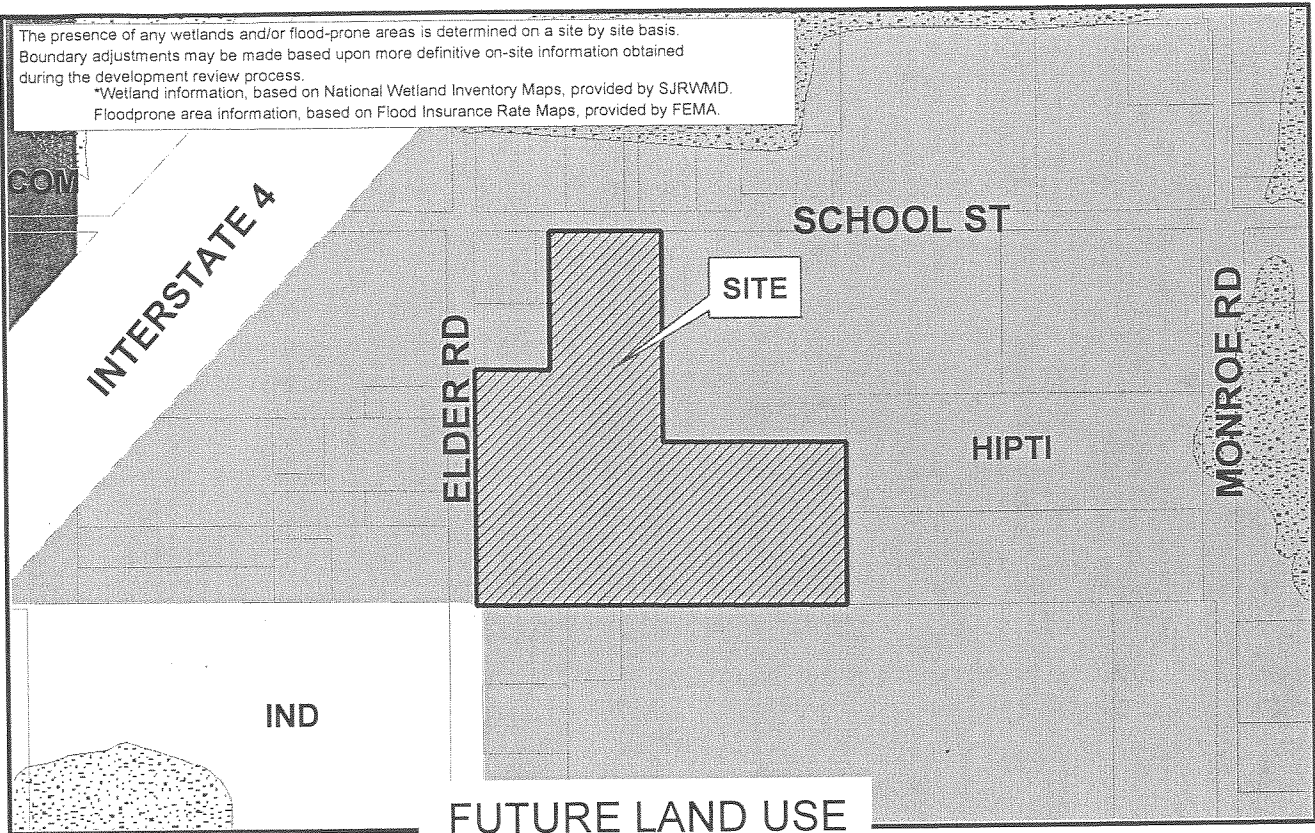 The presence of any wetlands and/or flood-prone areas is determined on a site by site basis.
Boundary adjustments may be made based upon more definitive on-site information obtained
during the development review process.
*Wetland information, based on National Wetland Inventory Maps, provided by SJRWMD.
Floodprone area information, based on Flood Insurance Rate Maps, provided by FEMA.
COM
INTERSTATE 4
SCHOOL ST
SITE
ELDER RD
MONROE RD
HIPTI
IND
FUTURE LAND USE